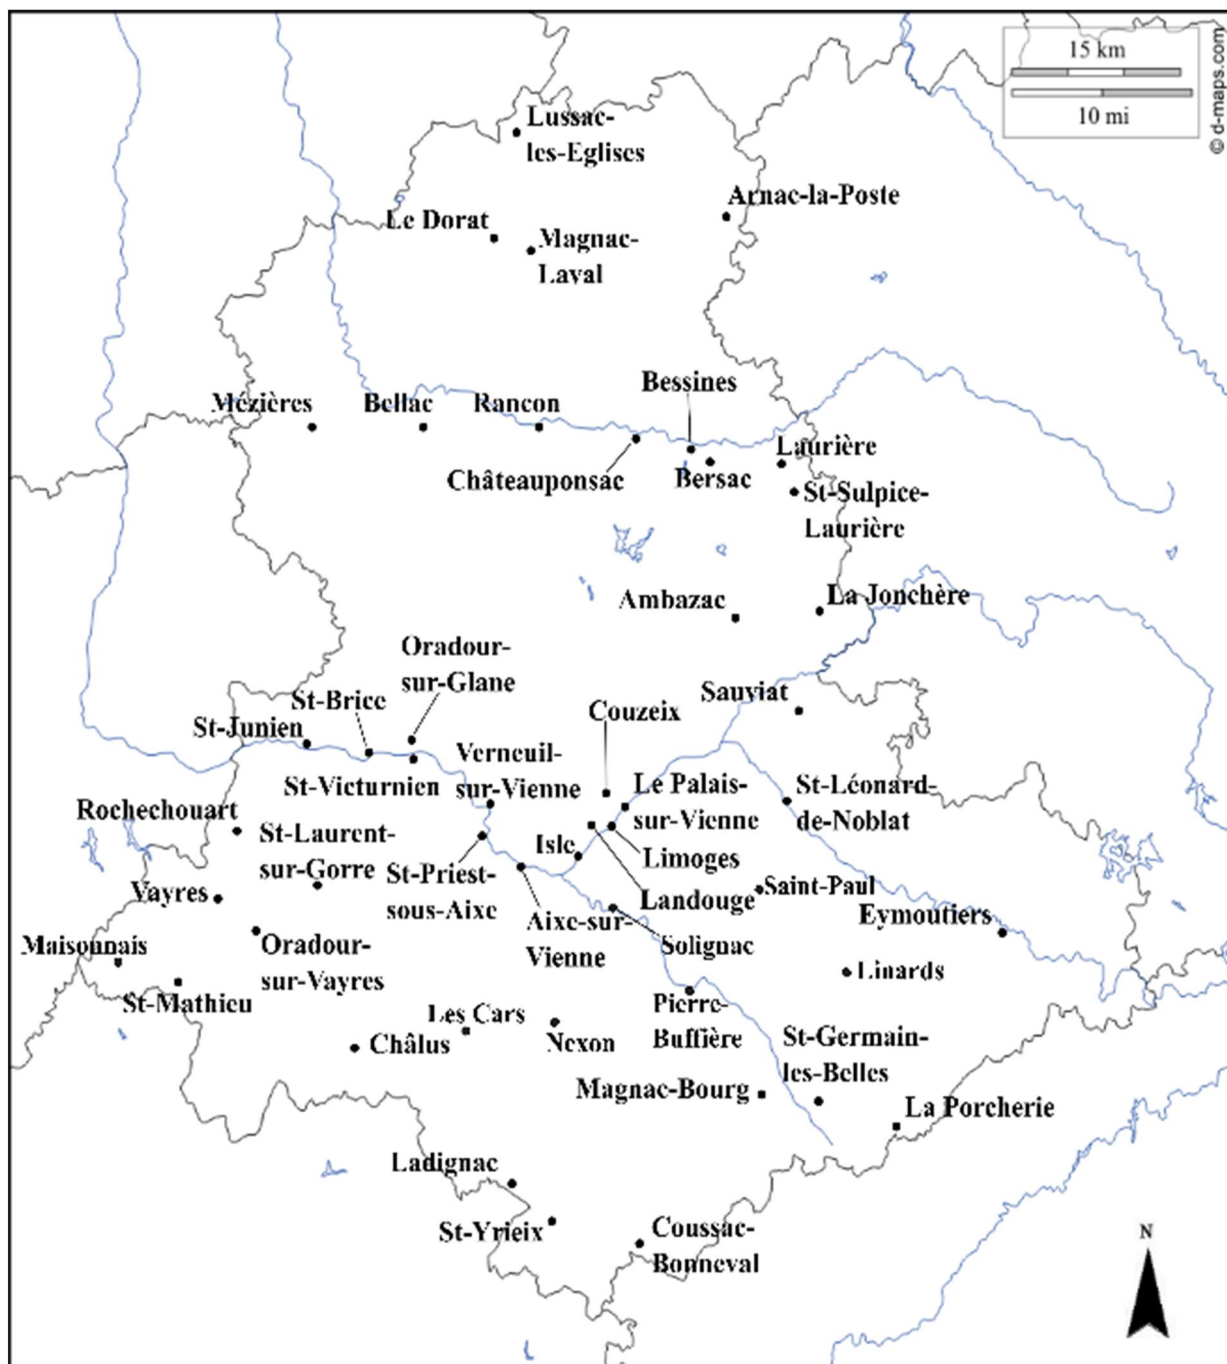 15 km
10 mi
© d-maps.com
Lussac-
les-Eglises
Arnac-la-Poste
Le Dorat
Magnac-
Laval
Bessines
Mézières
Bellac
Rancon
Laurière
Châteauponsac
Bersac
St-Sulpice-
Laurière
Ambazac
La Jonchère
Oradour-
sur-Glane
St-Brice
Sauviat
Couzeix
St-Junien
Verneuil-
sur-Vienne
St-Victurnien
Le Palais-
sur-Vienne
St-Léonard-
de-Noblat
Rochechouart
St-Laurent-
sur-Gorre
Isle
Limoges
St-Priest-
sous-Aixe
Vayres
Landouge
Saint-Paul
Aixe-sur-
Vienne
Eymoutiers
Solignac
Maisonnais
Oradour-
sur-Vayres
Linards
St-Mathieu
Les Cars
Pierre-
Buffière
Châlus
Nexon
St-Germain-
les-Belles
Magnac-Bourg
La Porcherie
Ladignac
St-Yrieix
Coussac-
Bonneval
N